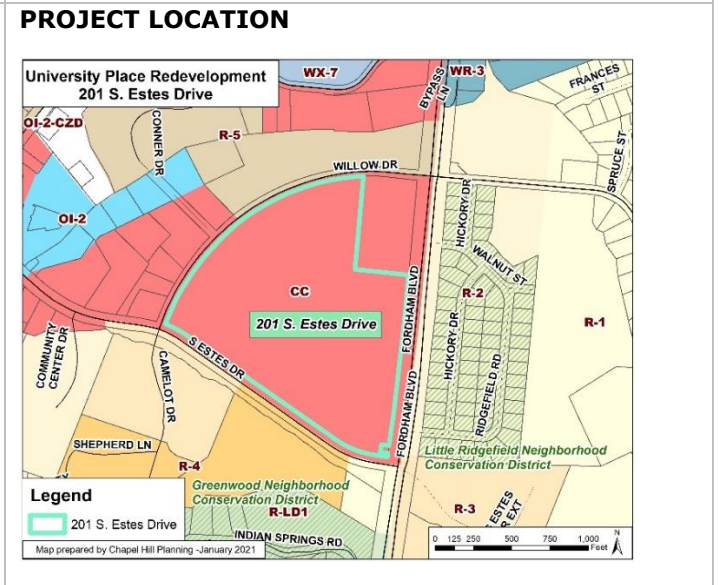 PROJECT LOCATION
University Place Redevelopment
201 S. Estes Drive
WX-7
BYPASS
LN
WR-3
FRANCES
ST
OI-2-CZD
CONNER DR
R-5
SPRUCE ST
WILLOW DR
OI-2
HICKORY DR
WALNUT ST
CC
R-2
201 S. Estes Drive
FORDHAM BLVD
R-1
COMMUNITY
CENTER DR
S ESTES DR
CAMELOT DR
HICKORY DR
RIDGEFIELD RD
FORDHAM BLVD
SHEPHERD LN
Little Ridgefield Neighborhood
Conservation District
R-4
Greenwood Neighborhood
Conservation District
Legend
R-LD1
R-3
ESTES
R EXT
201 S. Estes Drive
INDIAN SPRINGS RD
Map prepared by Chapel Hill Planning -January 2021
0 125 250 500 750 1,000
Feet
N